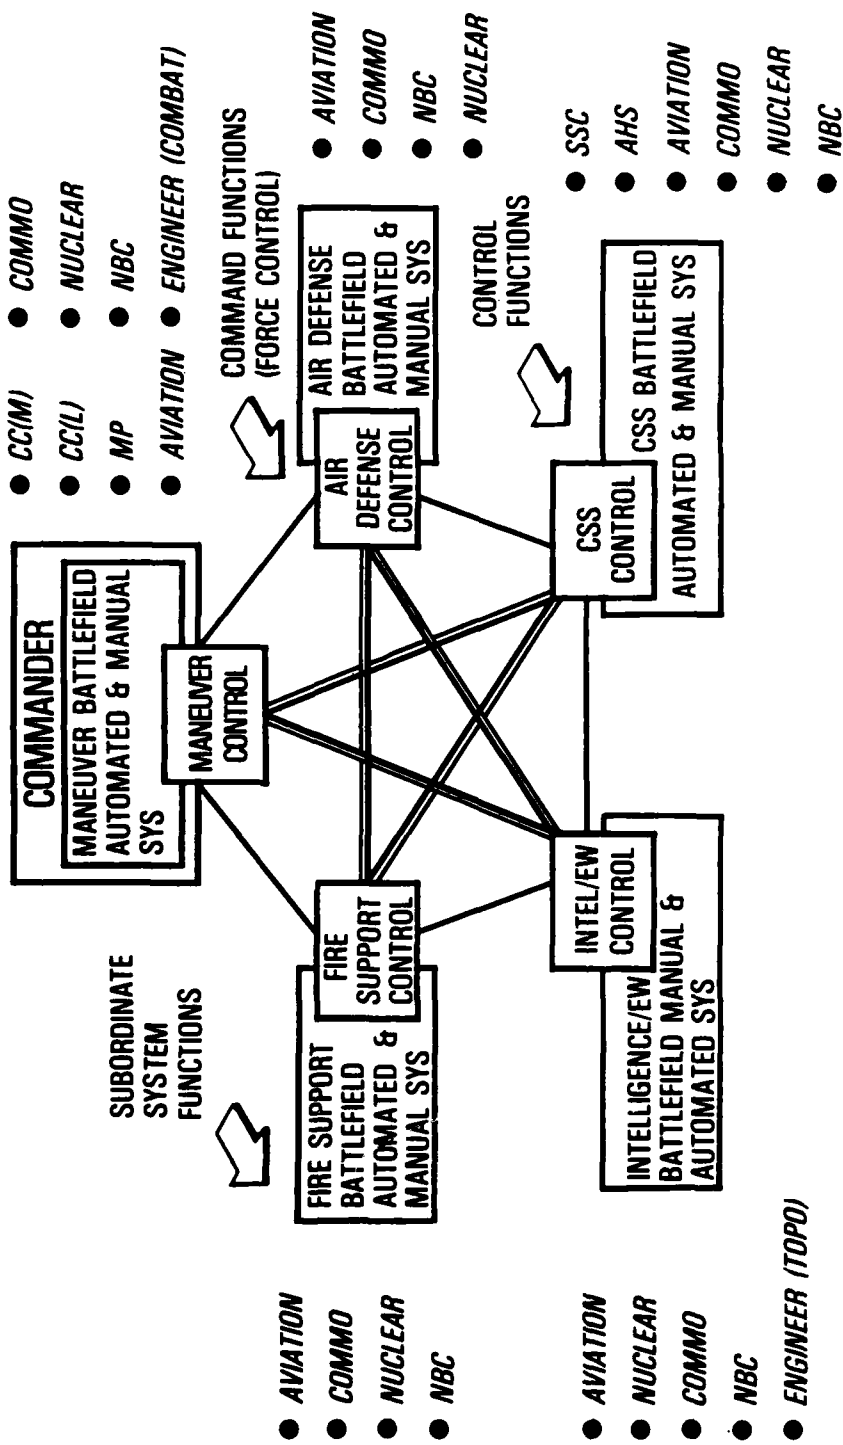 ● CC(M)
● CC(L)
● MP
● AVIATION
● COMMO
● NUCLEAR
● NBC
● ENGINEER (COMBAT)
COMMANDER
MANEUVER BATTLEFIELD
AUTOMATED & MANUAL
SYS
MANEUVER
CONTROL
SUBORDINATE
SYSTEM
FUNCTIONS
COMMAND FUNCTIONS
(FORCE CONTROL)
● AVIATION
● COMMO
● NUCLEAR
● NBC
FIRE SUPPORT
BATTLEFIELD
AUTOMATED &
MANUAL SYS
FIRE
SUPPORT
CONTROL
AIR
DEFENSE
CONTROL
AIR DEFENSE
BATTLEFIELD
AUTOMATED &
MANUAL SYS
● AVIATION
● COMMO
● NBC
● NUCLEAR
CONTROL
FUNCTIONS
● AVIATION
● NUCLEAR
● COMMO
● NBC
● ENGINEER (TOPO)
INTEL/EW
CONTROL
INTELLIGENCE/EW
BATTLEFIELD MANUAL &
AUTOMATED SYS
CSS
CONTROL
CSS BATTLEFIELD
AUTOMATED & MANUAL SYS
● SSC
● AHS
● AVIATION
● COMMO
● NUCLEAR
● NBC